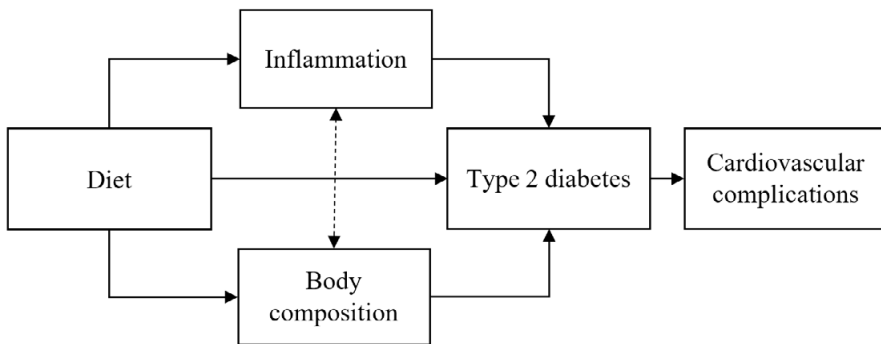 Inflammation
Diet
Type 2 diabetes
Cardiovascular
complications
Body
composition